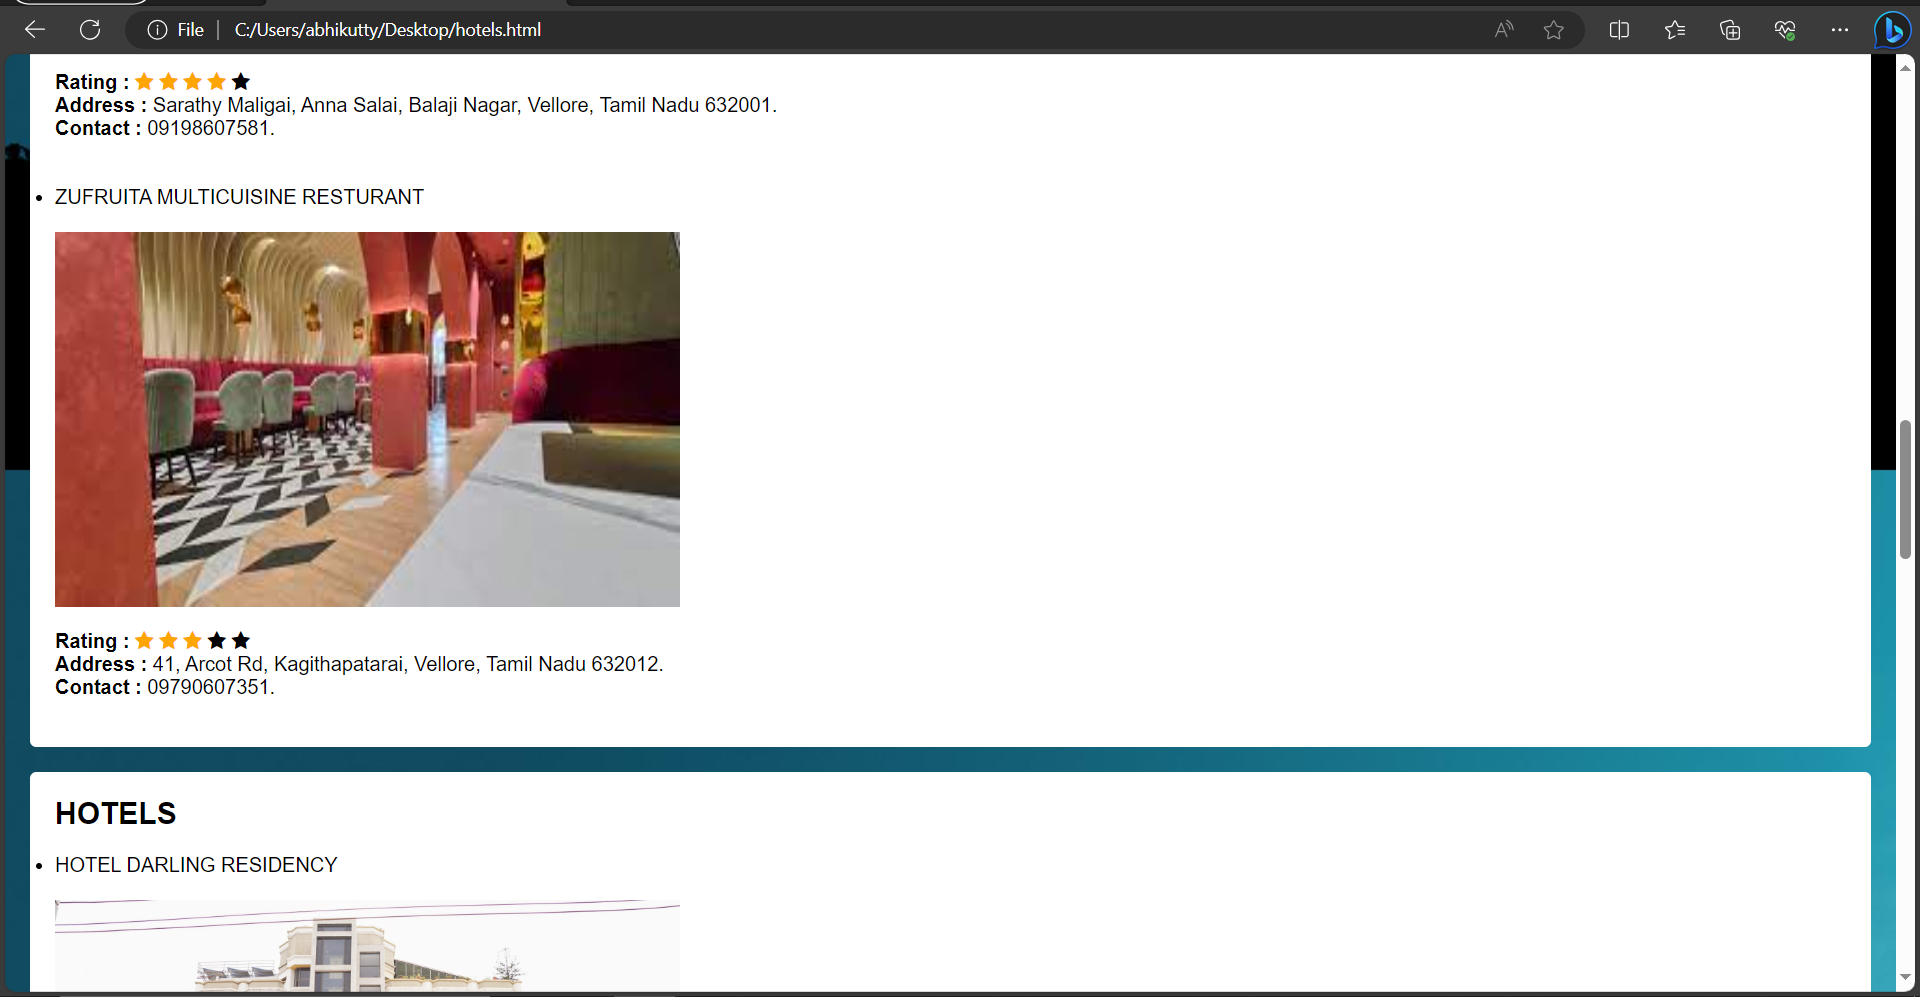 File
C:/Users/abhikutty/Desktop/hotels.html
Rating :
Address : Sarathy Maligai, Anna Salai, Balaji Nagar, Vellore, Tamil Nadu 632001.
Contact : 09198607581.
ZUFRUITA MULTICUISINE RESTURANT
Rating :
Address : 41, Arcot Rd, Kagithapatarai, Vellore, Tamil Nadu 632012.
Contact : 09790607351.
HOTELS
HOTEL DARLING RESIDENCY